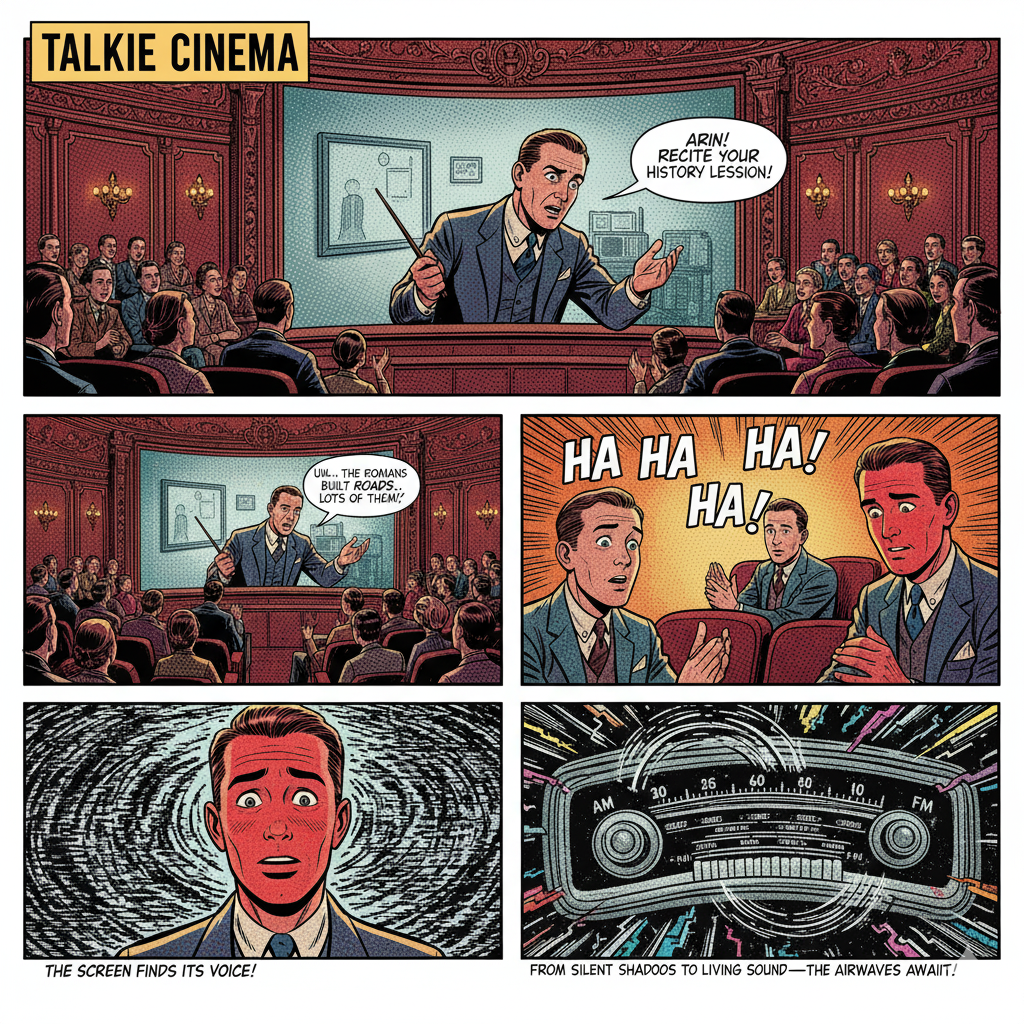 TALKIE CINEMA
ARIN!
RECITE YOUR
HISTORY LESSION!
UM... THE ROMANS
BUILT ROADS...
LOTS OF THEM!
HA HA HA!
HA!
AM 30 26 60 80 10 FM
THE SCREEN FINDS ITS VOICE!
FROM SILENT SHADOOS TO LIVING SOUND—THE AIRWAVES AWAIIT!